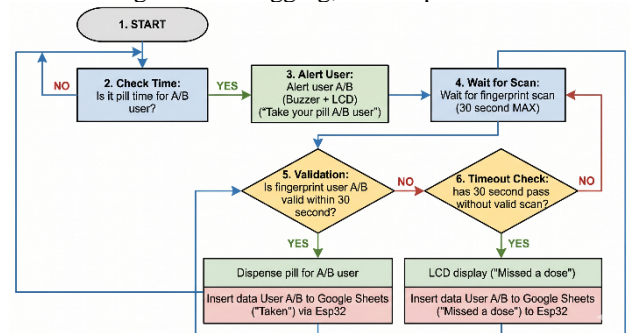 1. START
2. Check Time:
Is it pill time for A/B
user?
NO
YES
3. Alert User:
Alert user A/B
(Buzzer + LCD)
("Take your pill A/B user")
4. Wait for Scan:
Wait for fingerprint scan
(30 second MAX)
5. Validation:
Is fingerprint user A/B
valid within 30
second?
NO
6. Timeout Check:
has 30 second pass
without valid scan?
NO
YES
YES
Dispense pill for A/B user
Insert data User A/B to Google Sheets
("Taken") via Esp32
LCD display ("Missed a dose")
Insert data User A/B to Google Sheets
("Missed a dose") to Esp32